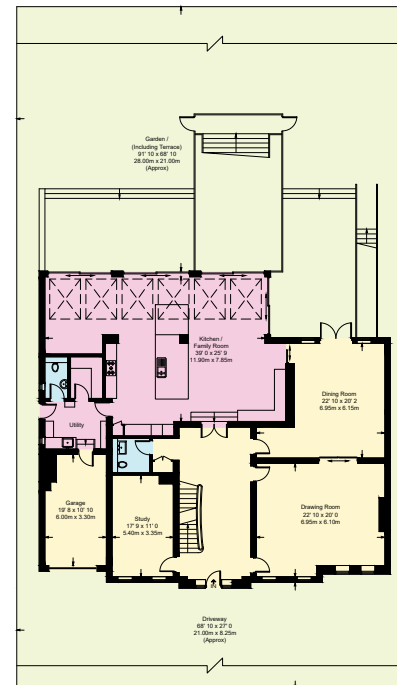 Garden /
(Including Terrace)
91' 10 x 68' 10
28.00m x 21.00m
(Approx)
Kitchen /
Family Room
39' 0 x 25' 9
11.90m x 7.85m
Dining Room
22' 10 x 20' 2
6.95m x 6.15m
Utility
Garage
19' 8 x 10' 10
6.00m x 3.30m
Study
17' 9 x 11' 0
5.40m x 3.35m
Drawing Room
22' 10 x 20' 0
6.95m x 6.10m
IN
Driveway
68' 10 x 27' 0
21.00m x 8.25m
(Approx)